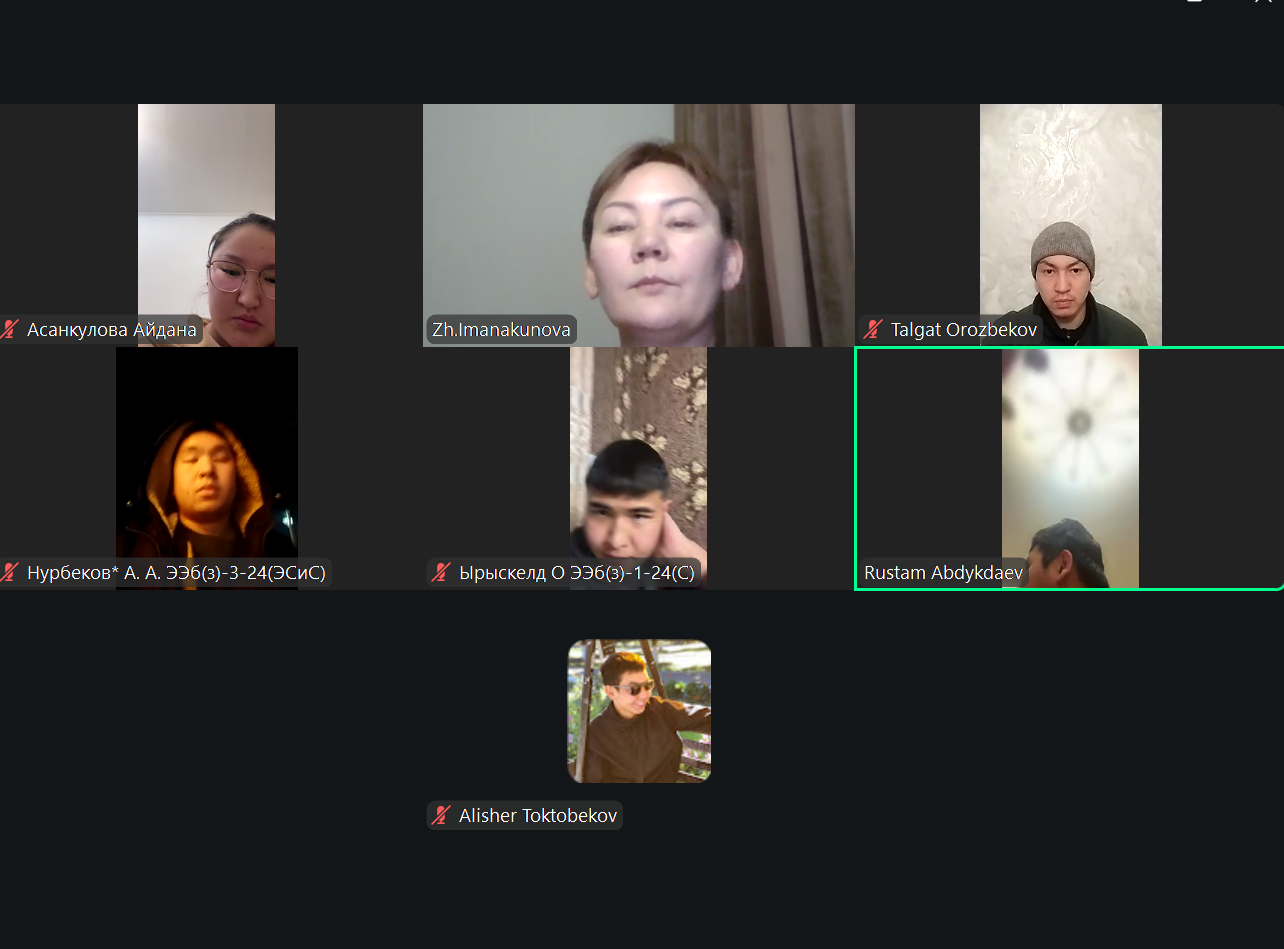 Асанкулова Айдана
Zh.Imanakunova
Talgat Orozbekov
Нурбеков* А. А. ЭЭб(з)-3-24(ЭСиС)
Ырыскелд О ЭЭб(з)-1-24(С)
Rustam Abdykdaev
Alisher Toktobekov